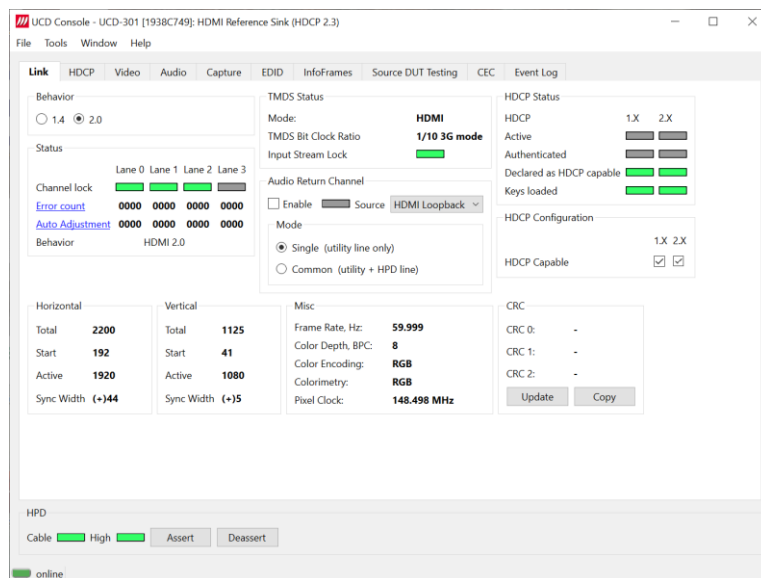 UCD Console - UCD-301 [1938C749]: HDMI Reference Sink (HDCP 2.3)
File Tools Window Help
Link HDCP Video Audio Capture EDID InfoFrames Source DUT Testing CEC Event Log
Behavior
1.4 2.0
Status
Lane 0 Lane 1 Lane 2 Lane 3
Channel lock
Error count 0000 0000 0000 0000
Auto Adjustment 0000 0000 0000 0000
Behavior HDMI 2.0
TMDS Status
Mode: HDMI
TMDS Bit Clock Ratio 1/10 3G mode
Input Stream Lock
Audio Return Channel
Enable Source HDMI Loopback
Mode
Single (utility line only)
Common (utility + HPD line)
HDCP Status
HDCP 1.X 2.X
Active
Authenticated
Declared as HDCP capable
Keys loaded
HDCP Configuration
1.X 2.X
HDCP Capable
Horizontal
Total 2200
Start 192
Active 1920
Sync Width (+)44
Vertical
Total 1125
Start 41
Active 1080
Sync Width (+)5
Misc
Frame Rate, Hz: 59.999
Color Depth, BPC: 8
Color Encoding: RGB
Colorimetry: RGB
Pixel Clock: 148.498 MHz
CRC
CRC 0: -
CRC 1: -
CRC 2: -
Update Copy
HPD
Cable High Assert Deassert
online